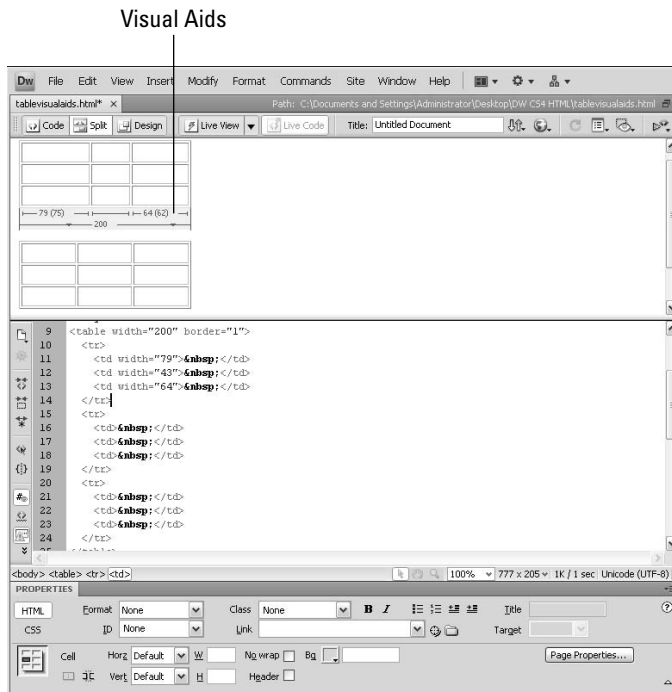 Visual Aids
Dw File Edit View Insert Modify Format Commands Site Window Help
tablevisualaids.html* × Path: C:\Documents and Settings\Administrator\Desktop\DW CS4 HTML\tablevisualaids.html
Code Split Design Live View Live Code Title: Untitled Document
79 (75) 64 (62)
200
9 <table width="200" border="1">
10 <tr>
11 <td width="79">&nbsp;</td>
12 <td width="43">&nbsp;</td>
13 <td width="64">&nbsp;</td>
14 </tr>
15 <tr>
16 <td>&nbsp;</td>
17 <td>&nbsp;</td>
18 <td>&nbsp;</td>
19 </tr>
20 <tr>
21 <td>&nbsp;</td>
22 <td>&nbsp;</td>
23 <td>&nbsp;</td>
24 </tr>
<body> <table> <tr> <td> 100% 777 x 205 1K / 1 sec Unicode (UTF-8)
PROPERTIES
HTML Format None Class None B I Title
CSS ID None Link Target
Cell Horz Default W No wrap Bg Page Properties...
Vert Default H Header